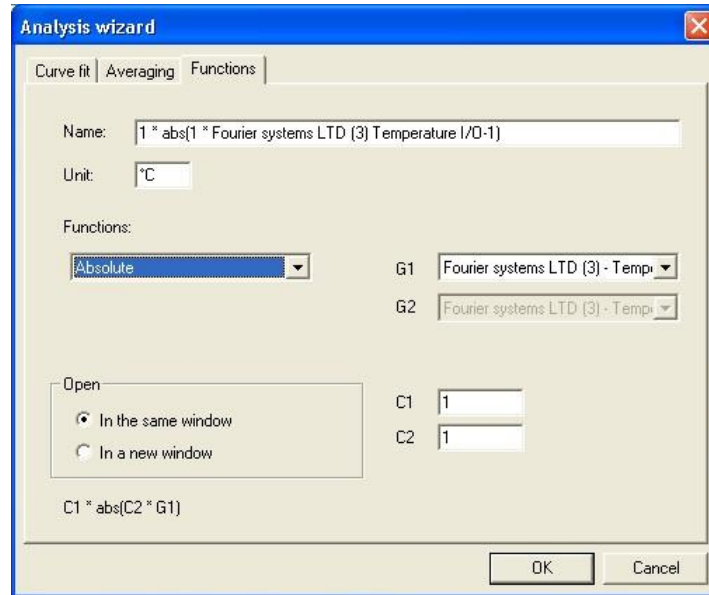 Analysis wizard
Curve fit Averaging Functions
Name: 1 * abs(1 * Fourier systems LTD (3) Temperature I/O-1)
Unit: °C
Functions:
Absolute
G1 Fourier systems LTD (3) - Temp
G2 Fourier systems LTD (3) - Temp
Open
In the same window
In a new window
C1 1
C2 1
C1 * abs(C2 * G1)
OK Cancel